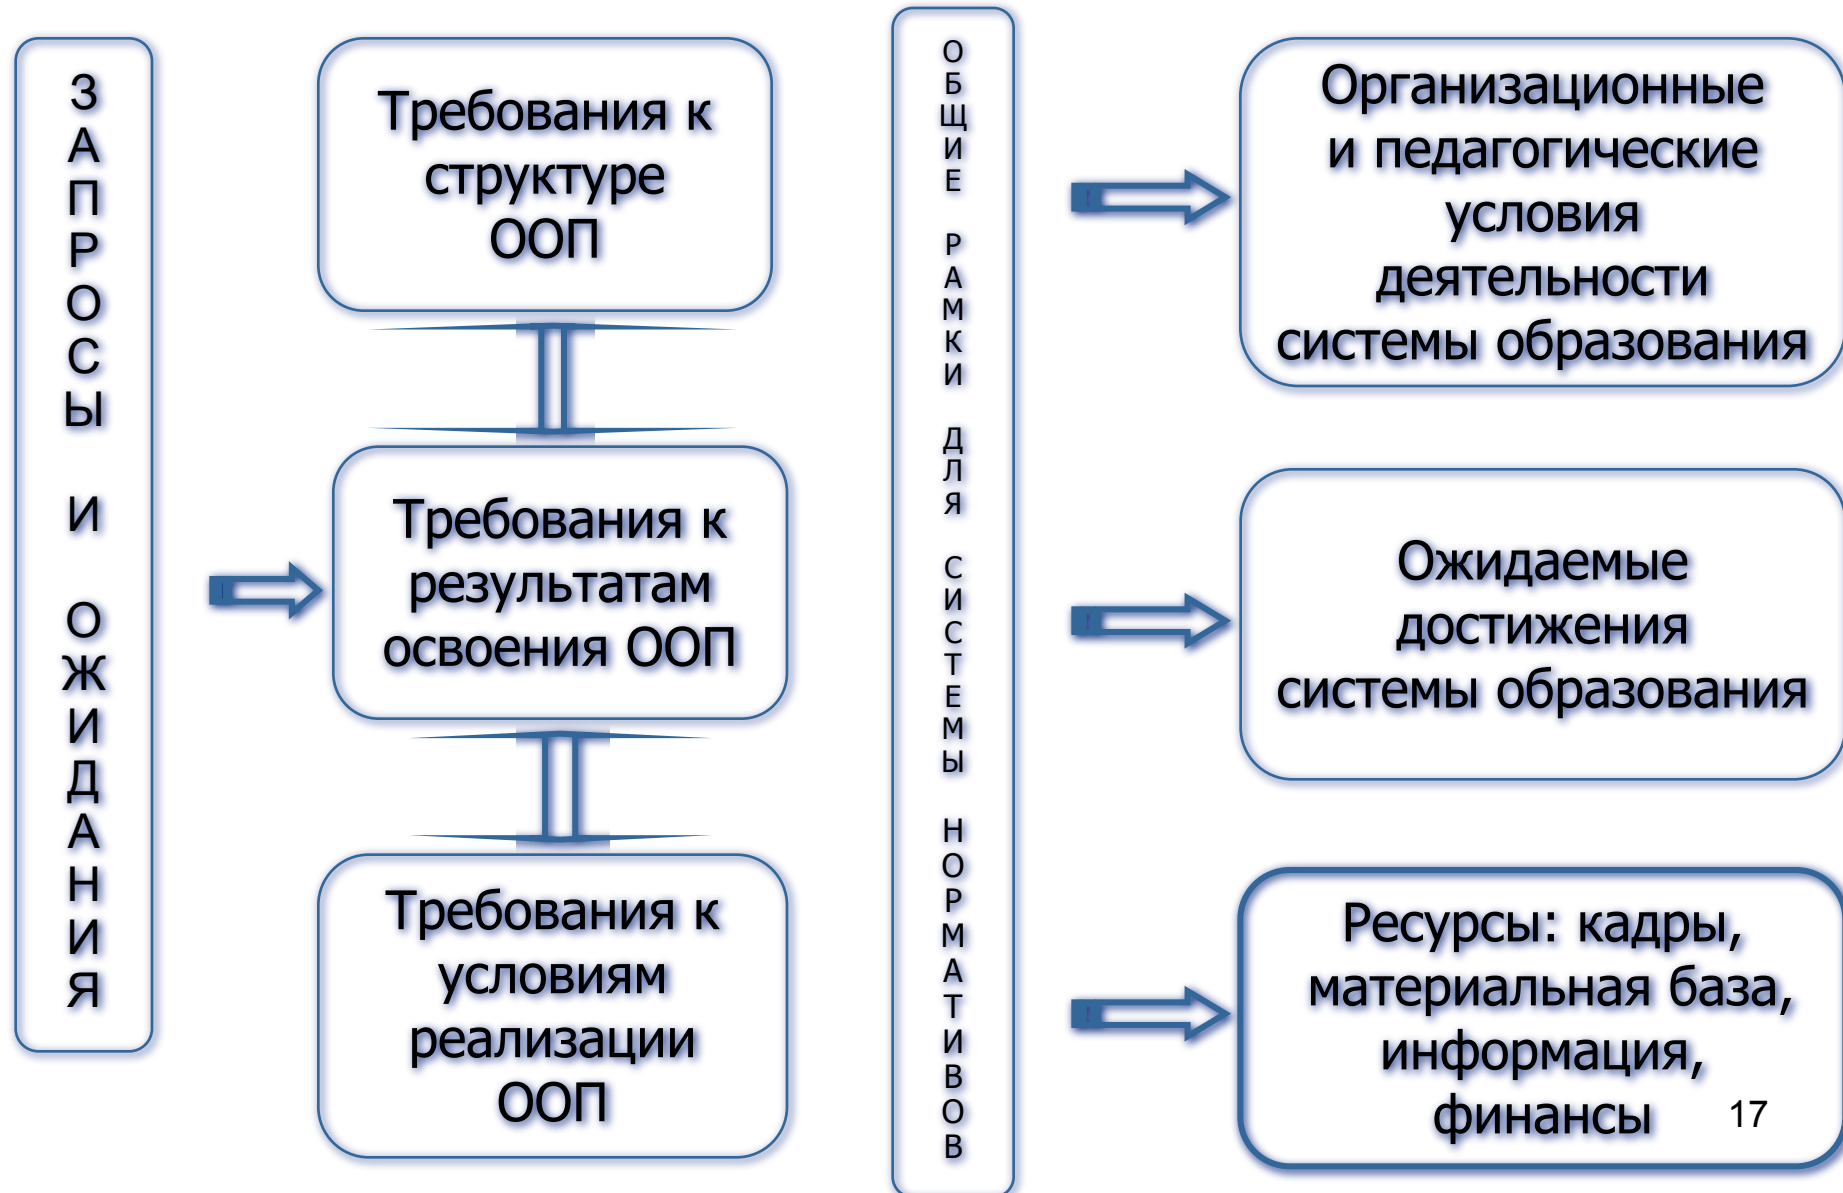 ЗАПРОСЫ И ОЖИДАНИЯ
Требования к
структуре
ООП
Требования к
результатам
освоения ООП
Требования к
условиям
реализации
ООП
ОБЩИЕ РАМКИ ДЛЯ СИСТЕМЫ НОРМАТИВОВ
Организационные
и педагогические
условия
деятельности
системы образования
Ожидаемые
достижения
системы образования
Ресурсы: кадры,
материальная база,
информация,
финансы
17